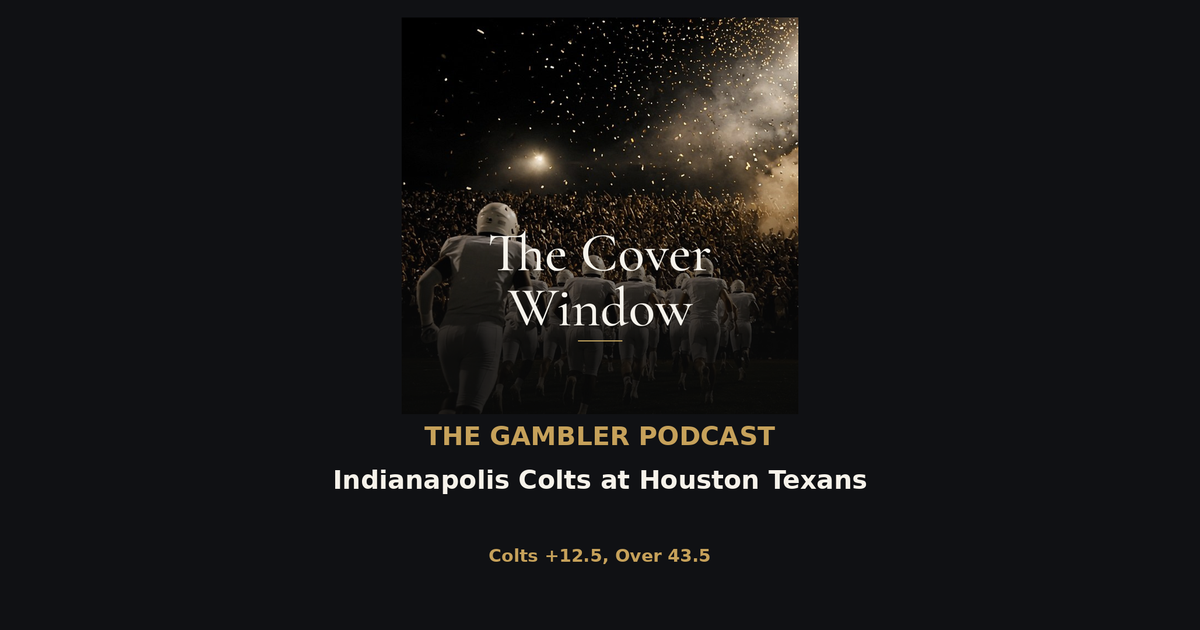 The Cover
Window
THE GAMBLER PODCAST
Indianapolis Colts at Houston Texans
Colts +12.5, Over 43.5